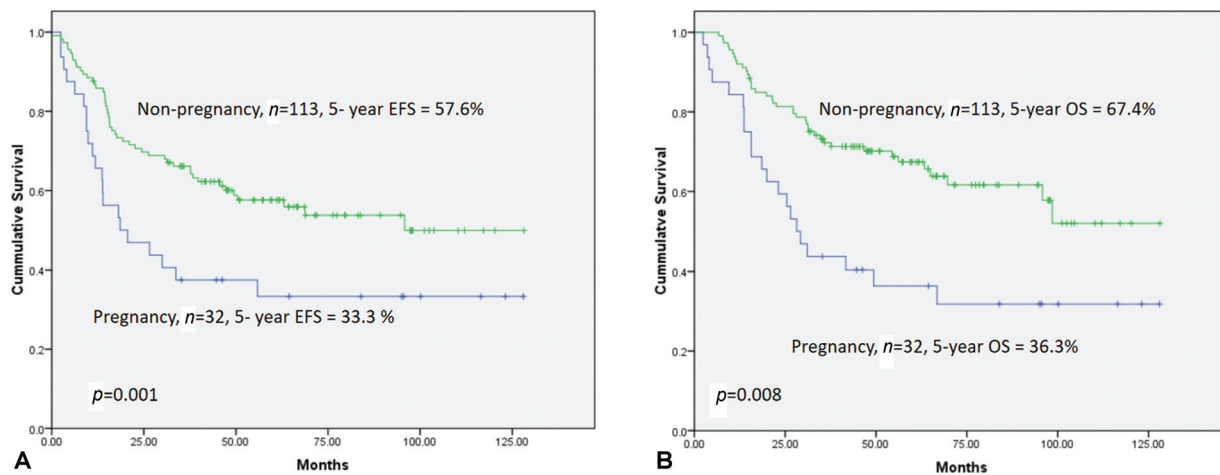 1.0
0.8
0.6
0.4
0.2
0.0
Cummulative Survival
Non-pregnancy, n=113, 5- year EFS = 57.6%
Pregnancy, n=32, 5- year EFS = 33.3 %
p=0.001
0.00 25.00 50.00 75.00 100.00 125.00
Months
A
1.0
0.8
0.6
0.4
0.2
0.0
Cummulative Survival
Non-pregnancy, n=113, 5-year OS = 67.4%
Pregnancy, n=32, 5-year OS = 36.3%
p=0.008
0.00 25.00 50.00 75.00 100.00 125.00
Months
B